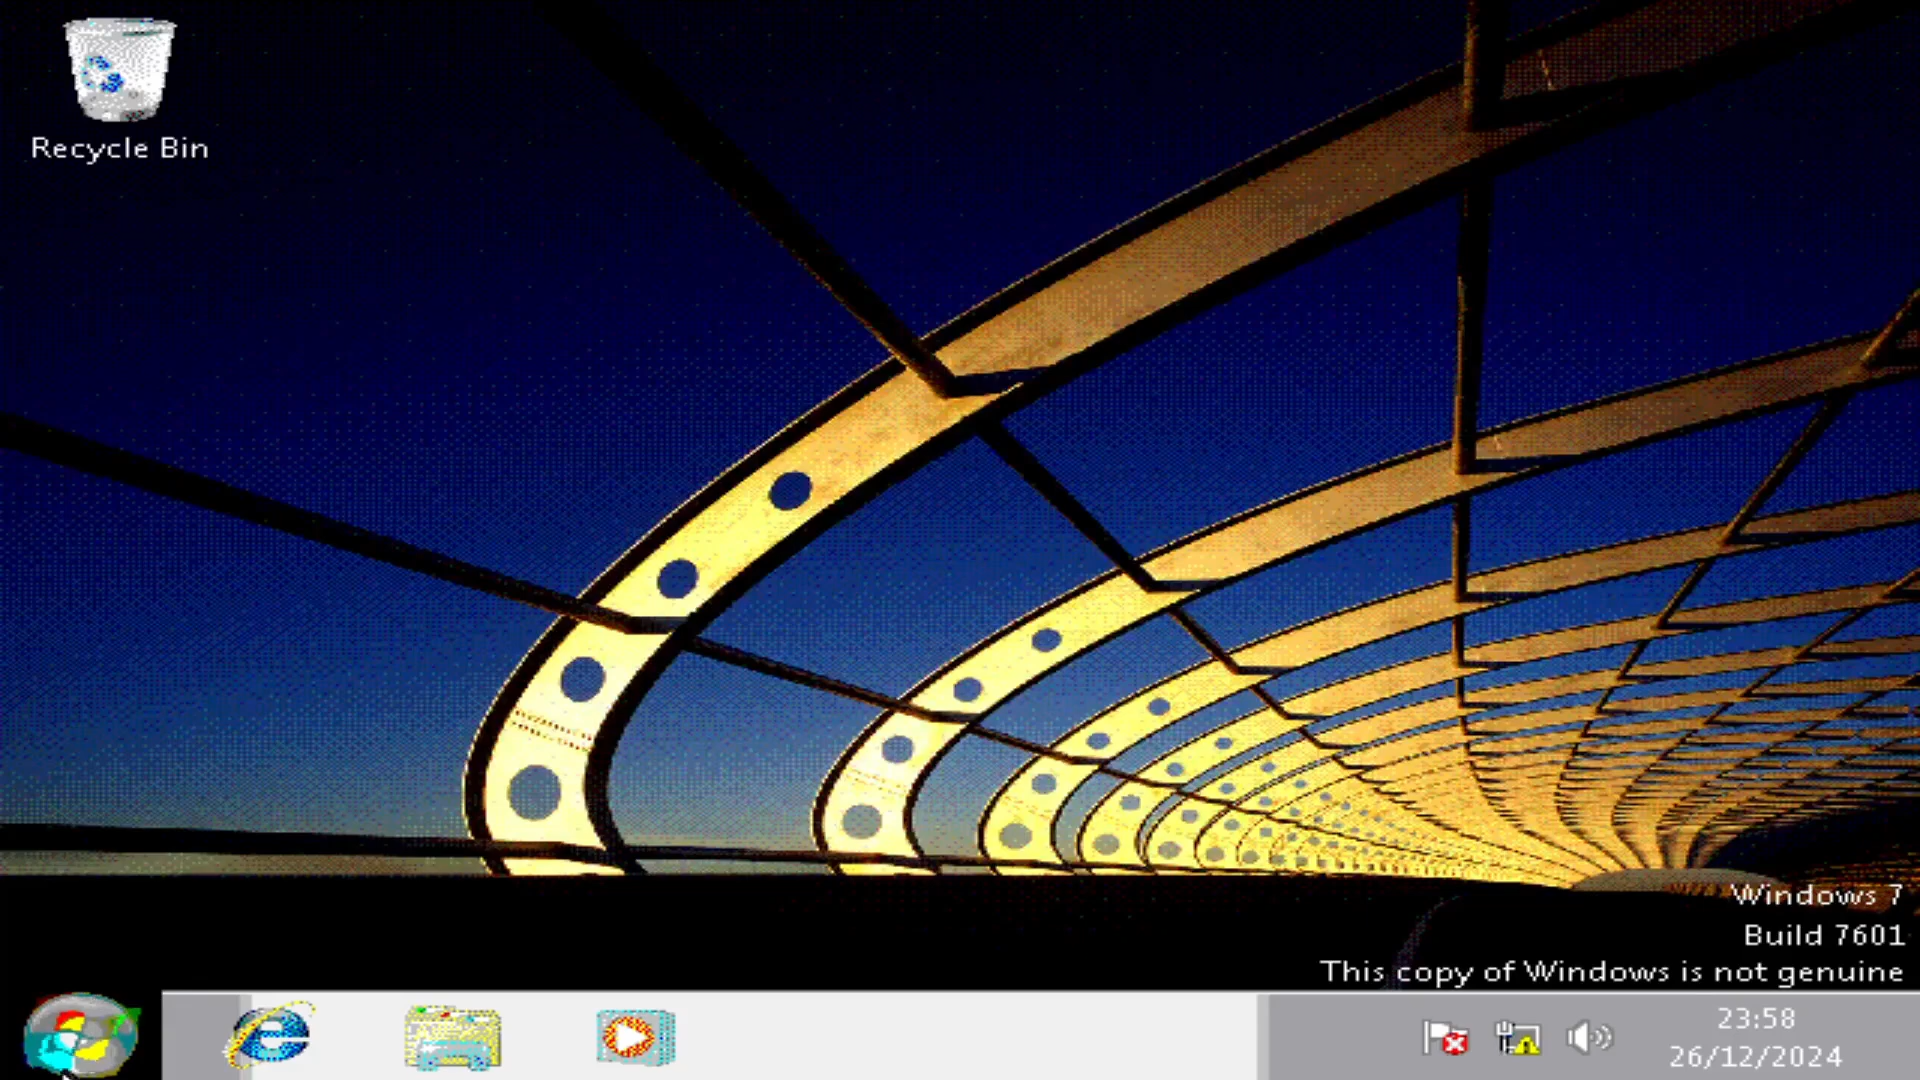 Recycle Bin
Windows 7
Build 7601
This copy of Windows is not genuine
23:58
26/12/2024